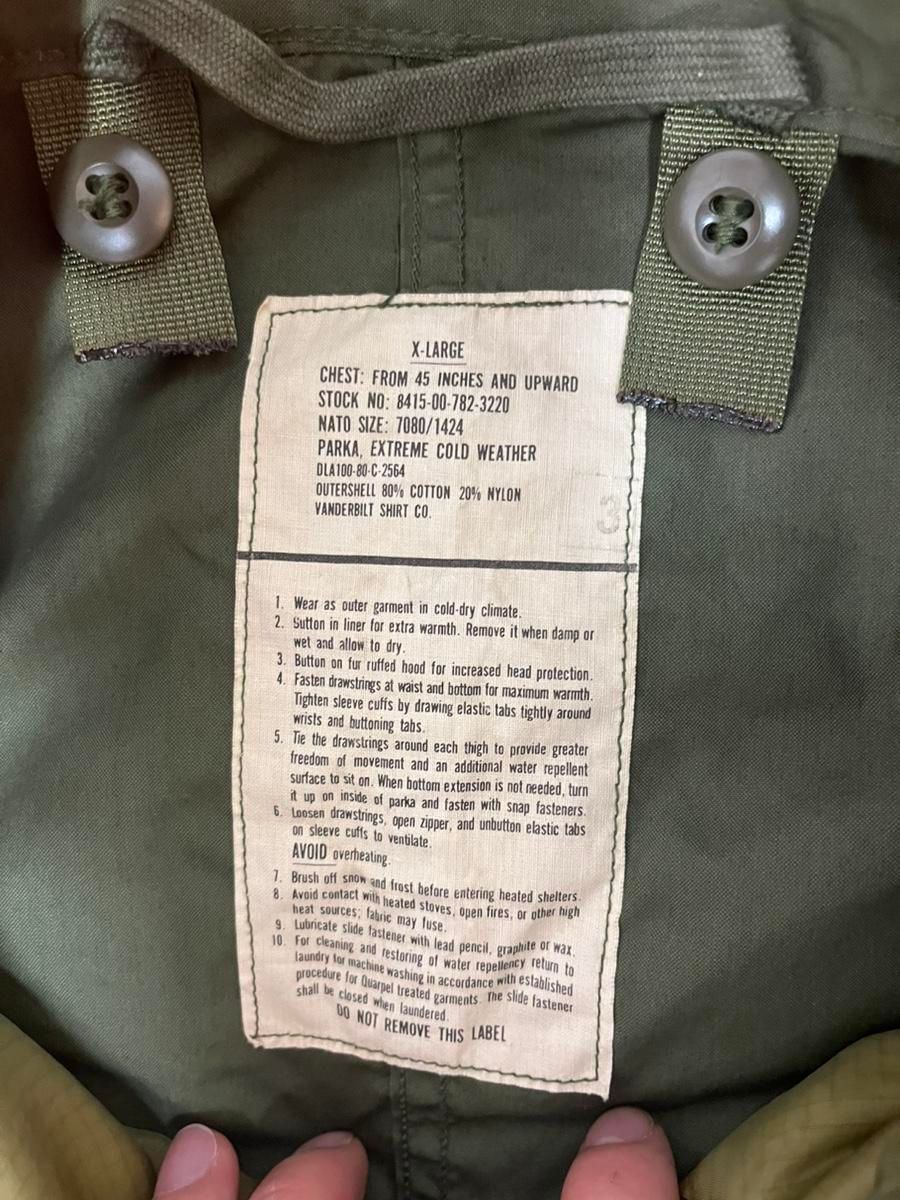 X-LARGE
CHEST: FROM 45 INCHES AND UPWARD
STOCK NO: 8415-00-782-3220
NATO SIZE: 7080/1424
PARKA, EXTREME COLD WEATHER
DLA100-80-C-2564
OUTERSHELL 80% COTTON 20% NYLON
VANDERBILT SHIRT CO.
3
1. Wear as outer garment in cold-dry climate.
2. Button in liner for extra warmth. Remove it when damp or
wet and allow to dry.
3. Button on fur ruffed hood for increased head protection.
4. Fasten drawstrings at waist and bottom for maximum warmth.
Tighten sleeve cuffs by drawing elastic tabs tightly around
wrists and buttoning tabs.
5. Tie the drawstrings around each thigh to provide greater
freedom of movement and an additional water repellent
surface to sit on. When bottom extension is not needed, turn
it up on inside of parka and fasten with snap fasteners.
6. Loosen drawstrings, open zipper, and unbutton elastic tabs
on sleeve cuffs to ventilate.
AVOID overheating.
7. Brush off snow and frost before entering heated shelters.
8. Avoid contact with heated stoves, open fires, or other high
heat sources; fabric may fuse.
9. Lubricate slide fastener with lead pencil, graphite or wax.
10. For cleaning and restoring of water repellency return to
laundry for machine washing in accordance with established
procedure for Quarpel treated garments. The slide fastener
shall be closed when laundered.
DO NOT REMOVE THIS LABEL